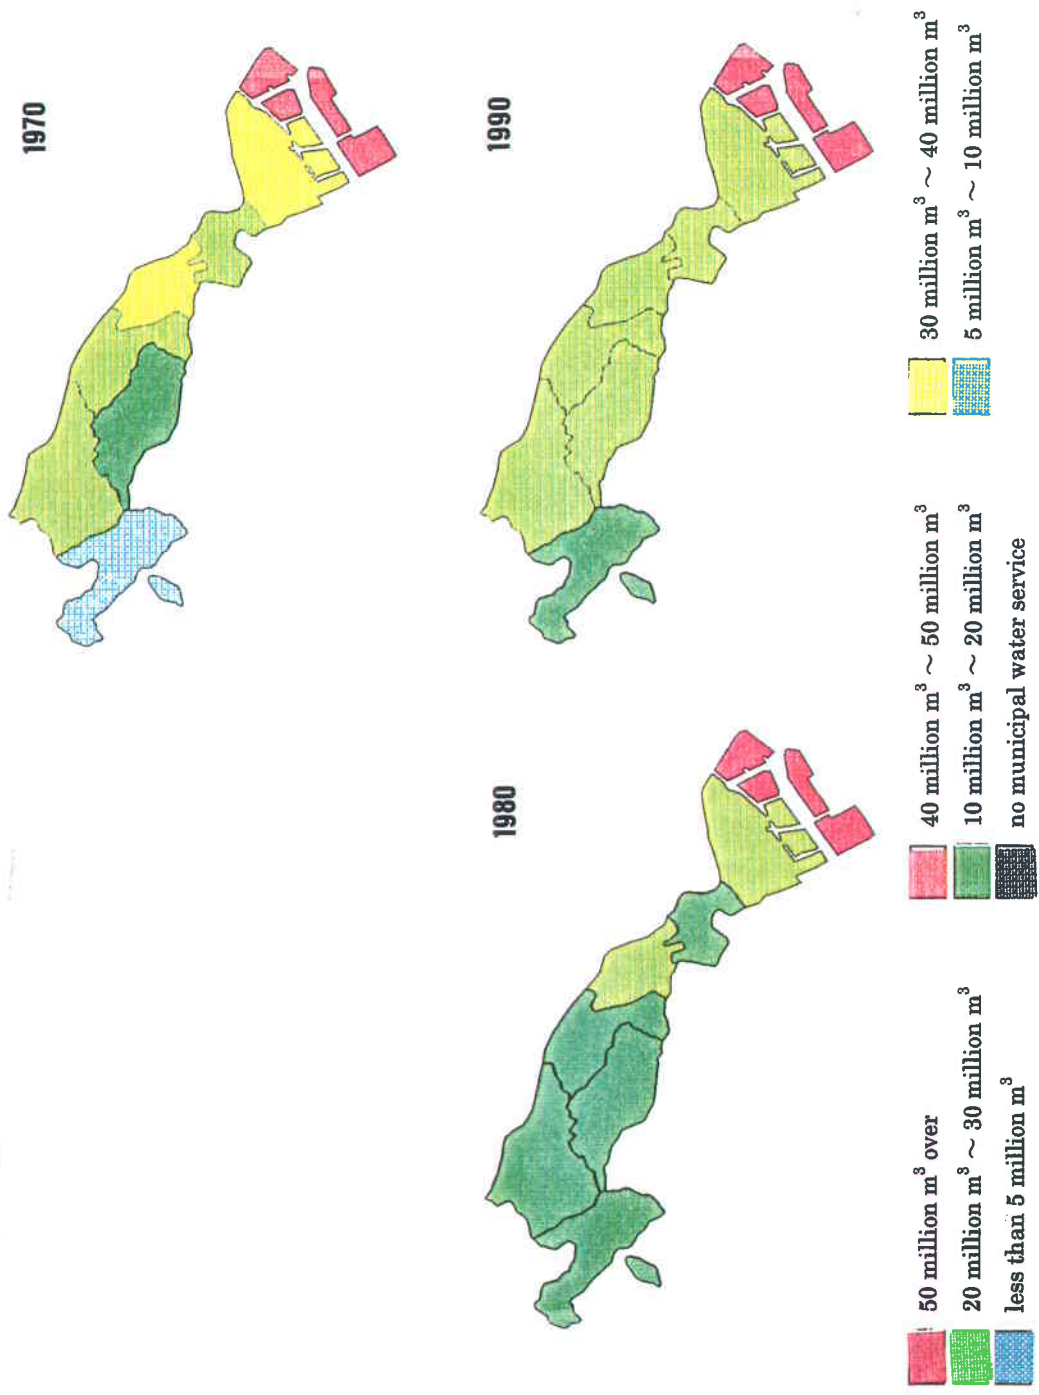 1970
1980
1990
50 million m³ over
40 million m³ ~ 50 million m³
30 million m³ ~ 40 million m³
20 million m³ ~ 30 million m³
10 million m³ ~ 20 million m³
5 million m³ ~ 10 million m³
less than 5 million m³
no municipal water service